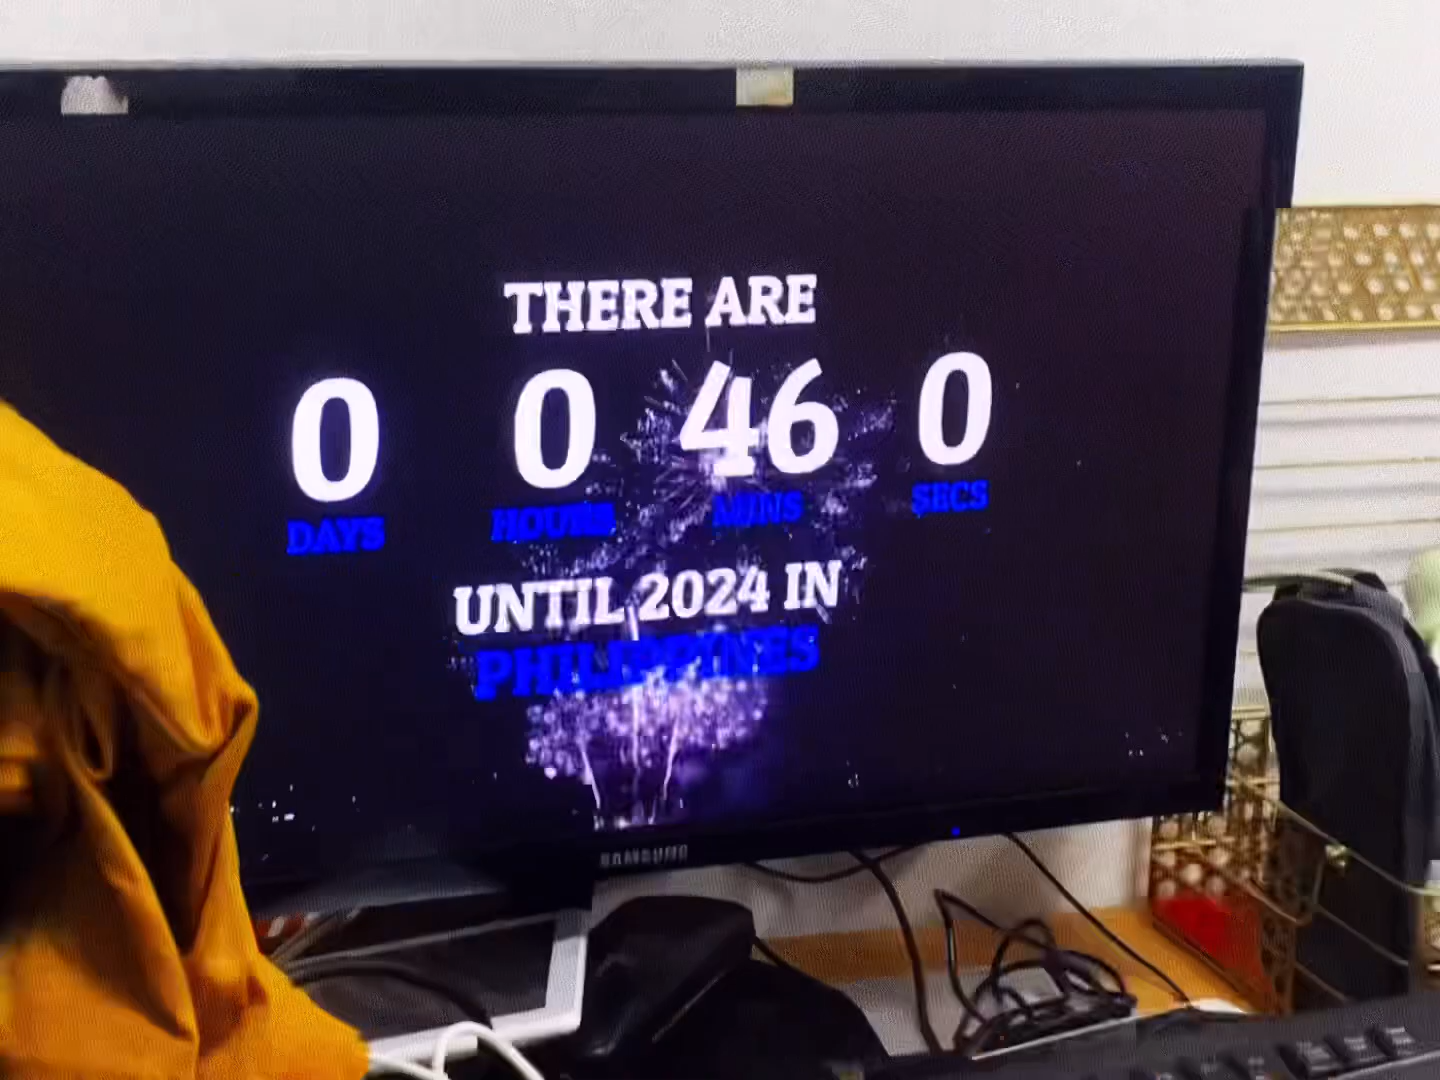 THERE ARE
0 0 46 0
DAYS HOURS MINS SECS
UNTIL 2024 IN
PHILIPPINES
SAMSUNG